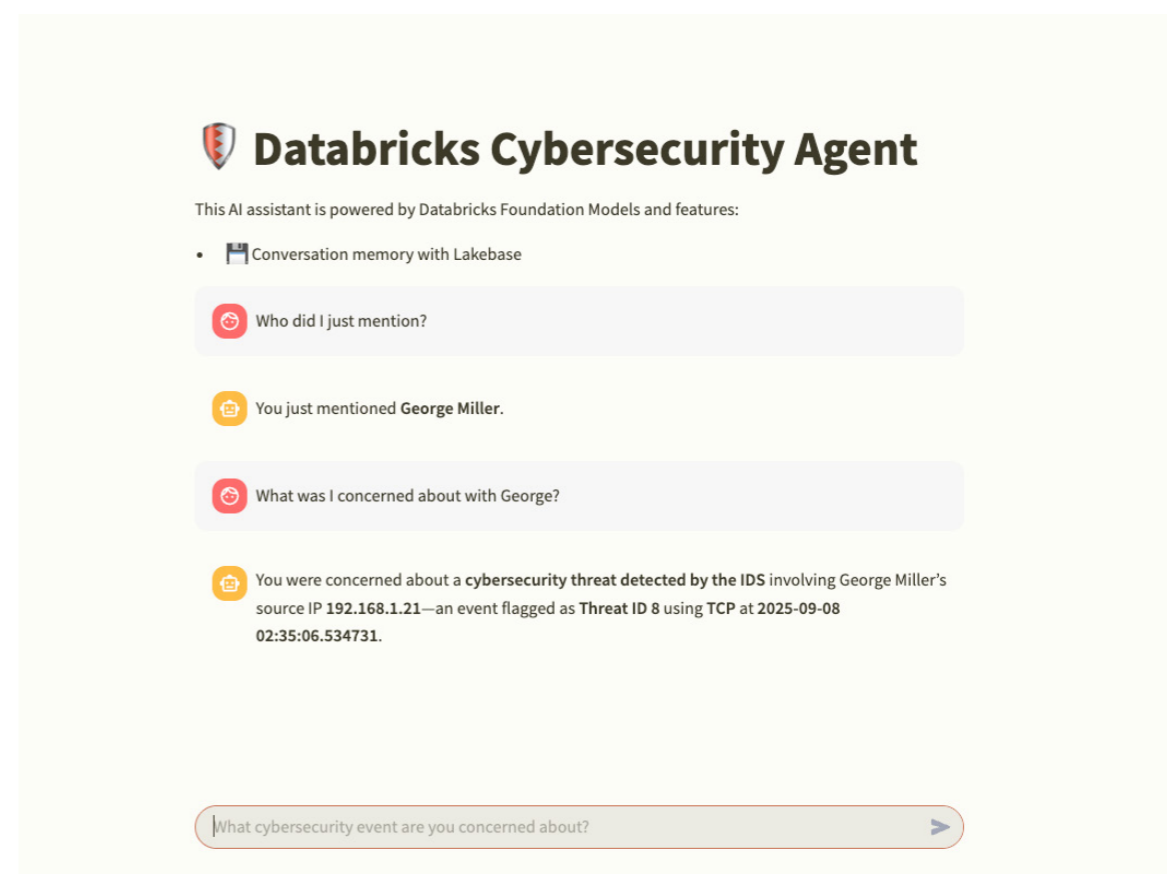 Databricks Cybersecurity Agent
This AI assistant is powered by Databricks Foundation Models and features:
• Conversation memory with Lakebase
Who did I just mention?
You just mentioned George Miller.
What was I concerned about with George?
You were concerned about a cybersecurity threat detected by the IDS involving George Miller’s
source IP 192.168.1.21—an event flagged as Threat ID 8 using TCP at 2025-09-08
02:35:06.534731.
What cybersecurity event are you concerned about?